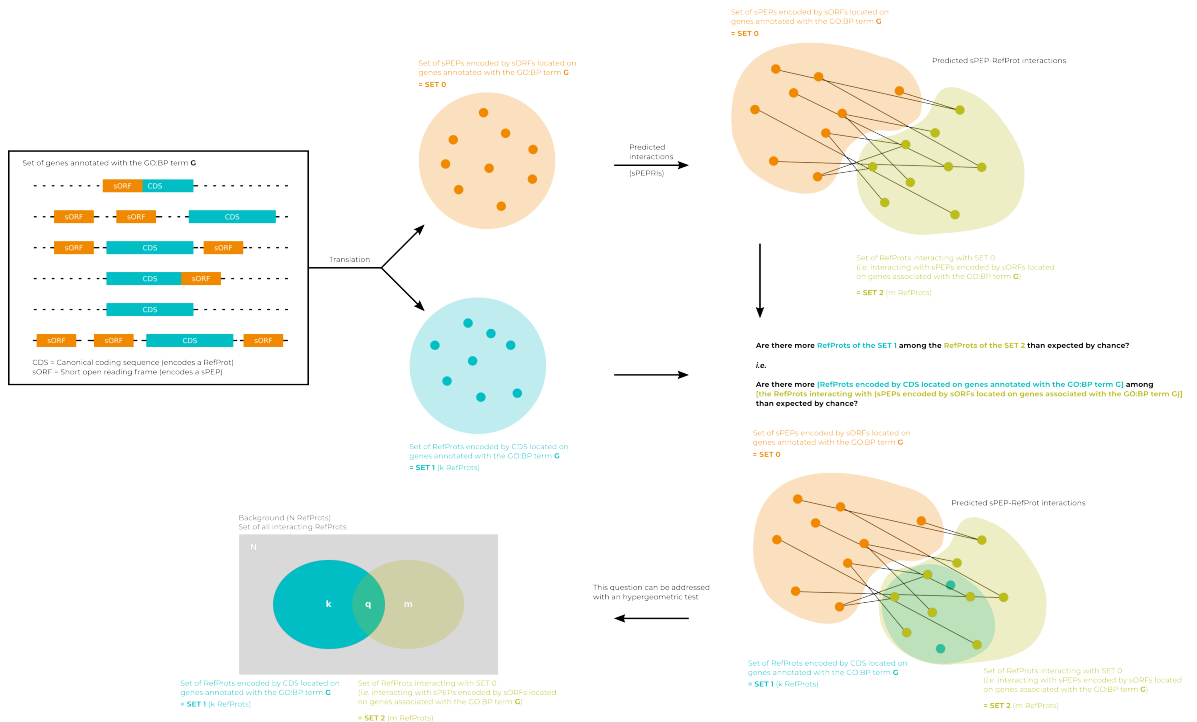 Set of sPEPs encoded by sORFs located on
genes annotated with the GO:BP term G
= SET 0
Predicted sPEP-RefProt interactions
Set of sPEPs encoded by sORFs located on
genes annotated with the GO:BP term G
= SET 0
Set of genes annotated with the GO:BP term G
sORF CDS
sORF sORF CDS
sORF CDS sORF
CDS sORF
CDS
sORF sORF CDS sORF
CDS = Canonical coding sequence (encodes a RefProt)
sORF = Short open reading frame (encodes a sPEP)
Translation
Predicted
interactions
(sPEPRIs)
Set of RefProts interacting with SET 0
(i.e. interacting with sPEPs encoded by sORFs located
on genes associated with the GO:BP term G)
= SET 2 (m RefProts)
Are there more RefProts of the SET 1 among the RefProts of the SET 2 than expected by chance?
i.e.
Are there more [RefProts encoded by CDS located on genes annotated with the GO:BP term G] among
[the RefProts interacting with (sPEPs encoded by sORFs located on genes associated with the GO:BP term G)]
than expected by chance?
Set of RefProts encoded by CDS located on
genes annotated with the GO:BP term G
= SET 1 (k RefProts)
Set of sPEPs encoded by sORFs located on
genes annotated with the GO:BP term G
= SET 0
Predicted sPEP-RefProt interactions
Set of RefProts encoded by CDS located on
genes annotated with the GO:BP term G
= SET 1 (k RefProts)
Set of RefProts interacting with SET 0
(i.e. interacting with sPEPs encoded by sORFs located
on genes associated with the GO:BP term G)
= SET 2 (m RefProts)
This question can be addressed
with an hypergeometric test
Background (N RefProts)
Set of all interacting RefProts
N
k q m
Set of RefProts encoded by CDS located on
genes annotated with the GO:BP term G
= SET 1 (k RefProts)
Set of RefProts interacting with SET 0
(i.e. interacting with sPEPs encoded by sORFs located
on genes associated with the GO:BP term G)
= SET 2 (m RefProts)